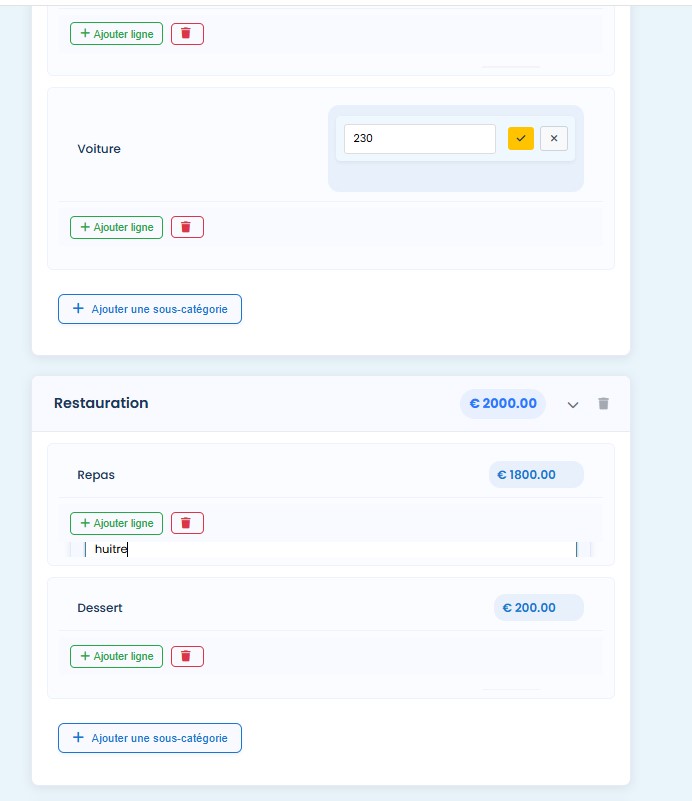 + Ajouter ligne
230
Voiture
+ Ajouter ligne
+ Ajouter une sous-catégorie
Restauration € 2000.00
Repas € 1800.00
+ Ajouter ligne
huitre
Dessert € 200.00
+ Ajouter ligne
+ Ajouter une sous-catégorie